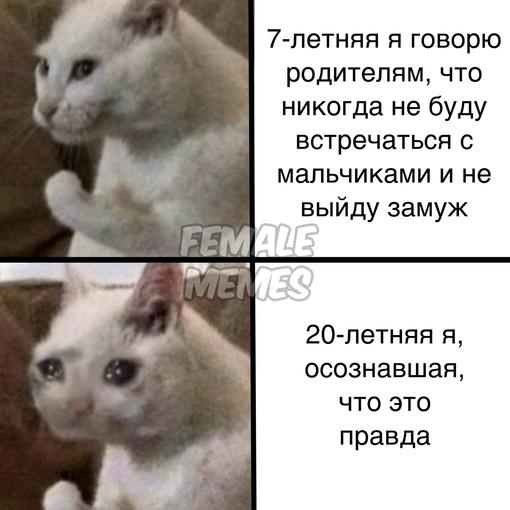 7-летняя я говорю
родителям, что
никогда не буду
встречаться с
мальчиками и не
выйду замуж
FEMALE
MEMES
20-летняя я,
осознавшая,
что это
правда